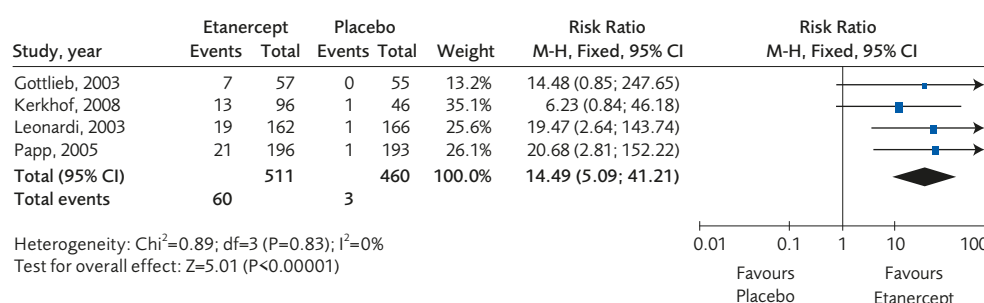 Etanercept Placebo Risk Ratio Risk Ratio
Study, year Events Total Events Total Weight M-H, Fixed, 95% CI M-H, Fixed, 95% CI
Gottlieb, 2003 7 57 0 55 13.2% 14.48 (0.85; 247.65)
Kerkhof, 2008 13 96 1 46 35.1% 6.23 (0.84; 46.18)
Leonardi, 2003 19 162 1 166 25.6% 19.47 (2.64; 143.74)
Papp, 2005 21 196 1 193 26.1% 20.68 (2.81; 152.22)
Total (95% CI) 511 460 100.0% 14.49 (5.09; 41.21)
Total events 60 3
Heterogeneity: Chi²=0.89; df=3 (P=0.83); I²=0%
Test for overall effect: Z=5.01 (P<0.00001)
0.01 0.1 1 10 100
Favours Favours
Placebo Etanercept